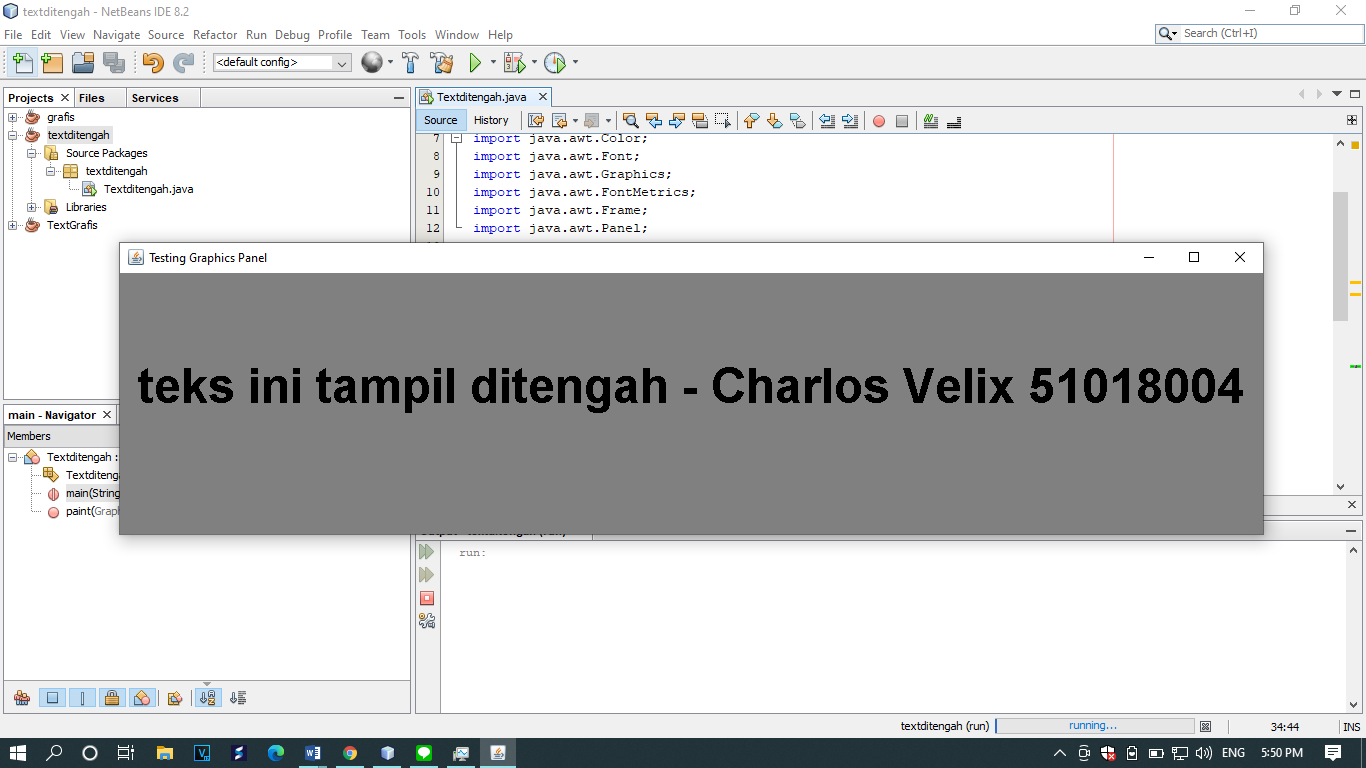 textditengah - NetBeans IDE 8.2
File Edit View Navigate Source Refactor Run Debug Profile Team Tools Window Help
Search (Ctrl+I)
<default config>
Projects Files Services
grafis
textditengah
Source Packages
textditengah
Textditengah.java
Libraries
TextGrafis
Textditengah.java
Source History
7 import java.awt.Color;
8 import java.awt.Font;
9 import java.awt.Graphics;
10 import java.awt.FontMetrics;
11 import java.awt.Frame;
12 import java.awt.Panel;
Testing Graphics Panel
teks ini tampil ditengah - Charlos Velix 51018004
main - Navigator
Members
Textditengah :
Textditenga
main(String
paint(Graph
run:
textditengah (run) running... 34:44 INS
ENG 5:50 PM